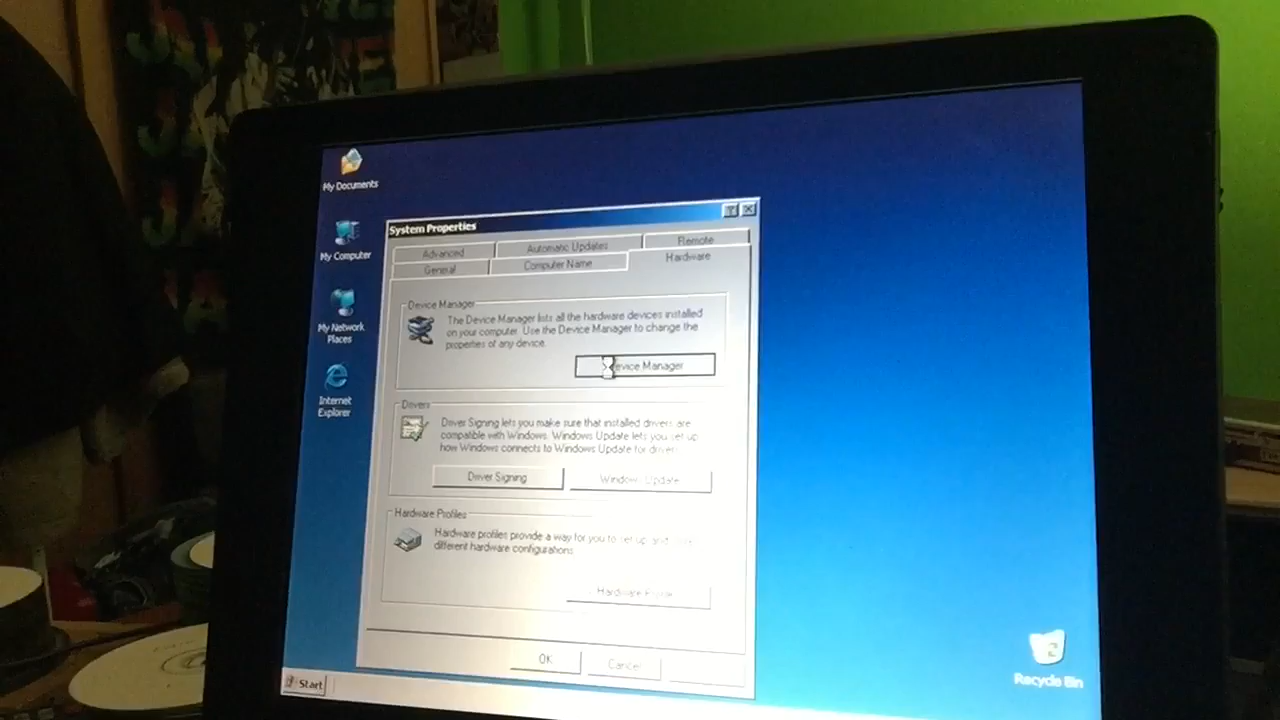 My Documents
My Computer
My Network
Places
Internet
Explorer
System Properties
Advanced
Automatic Updates
Remote
General
Computer Name
Hardware
Device Manager
The Device Manager lists all the hardware devices installed
on your computer. Use the Device Manager to change the
properties of any device.
evice Manager
Drivers
Driver Signing lets you make sure that installed drivers are
compatible with Windows. Windows Update lets you set up
how Windows connects to Windows Update for drivers.
Driver Signing
Windows Update
Hardware Profiles
Hardware profiles provide a way for you to set up and
different hardware configurations.
Hardware
OK
Cancel
Start
Recycle Bin